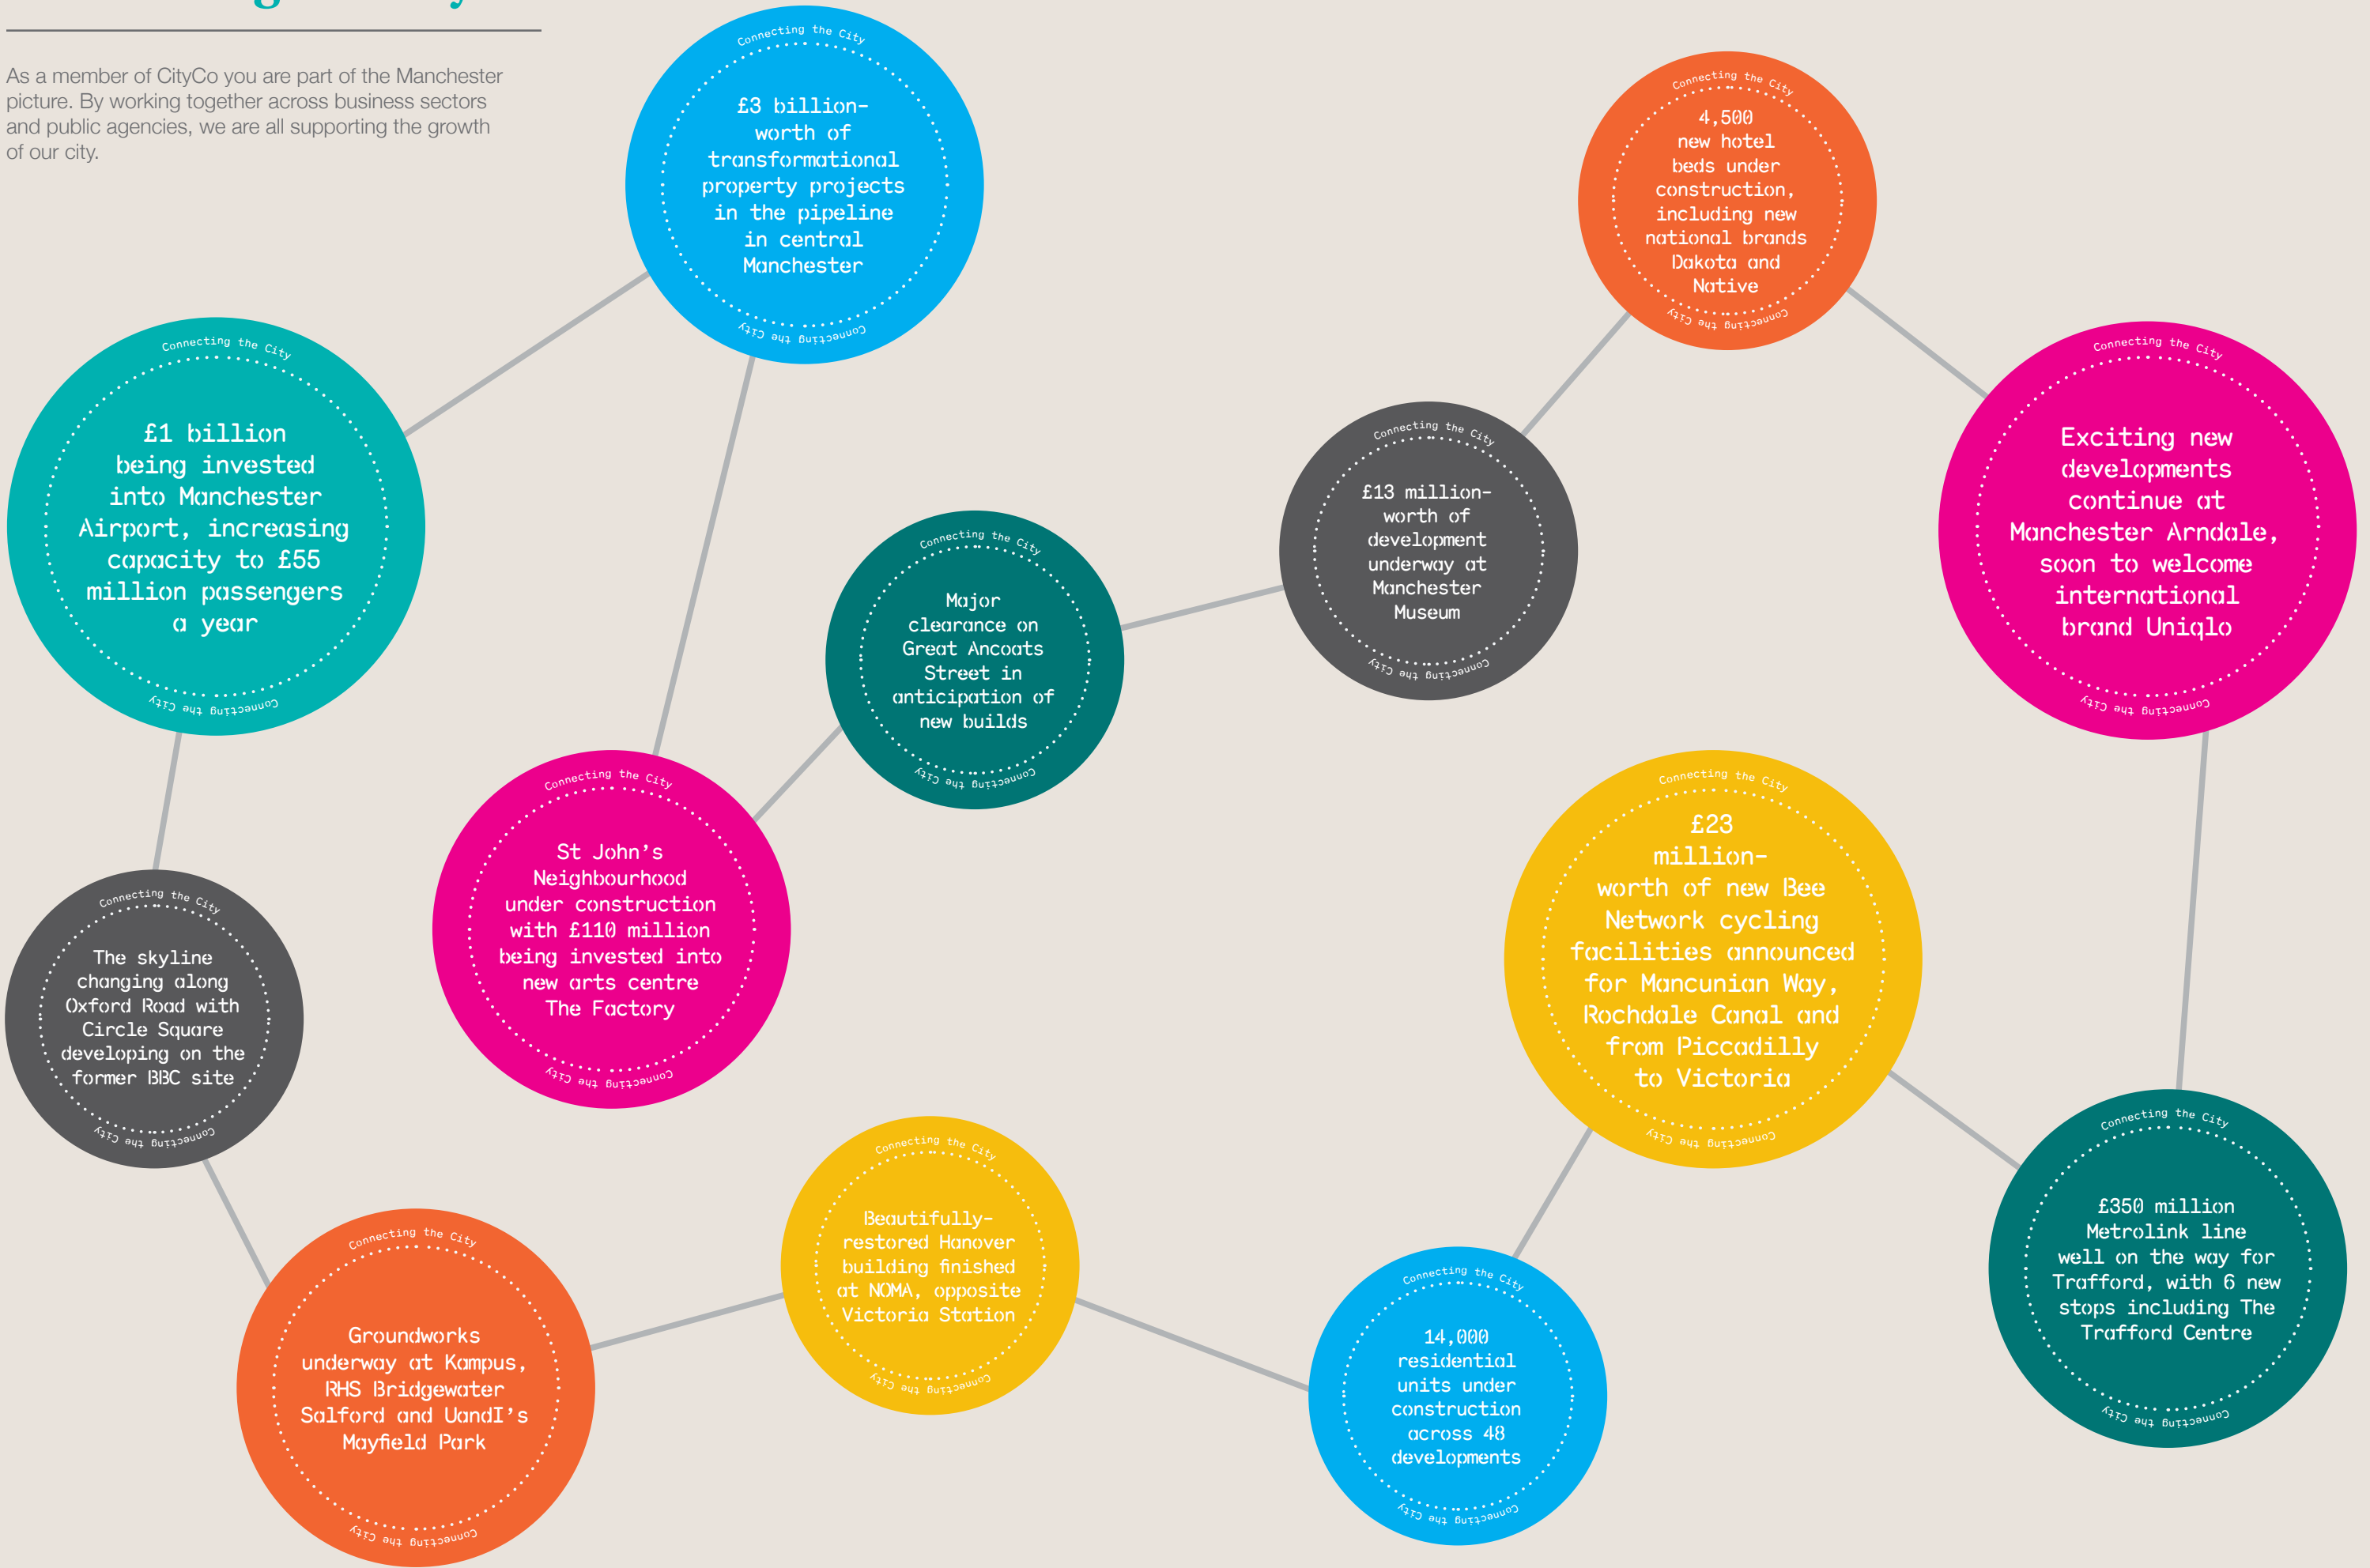 As a member of CityCo you are part of the Manchester
picture. By working together across business sectors
and public agencies, we are all supporting the growth
of our city.
Connecting the City
£3 billion-
worth of
transformational
property projects
in the pipeline
in central
Manchester
Connecting the City
Connecting the City
4,500
new hotel
beds under
construction,
including new
national brands
Dakota and
Native
Connecting the City
Connecting the City
£1 billion
being invested
into Manchester
Airport, increasing
capacity to £55
million passengers
a year
Connecting the City
Connecting the City
Exciting new
developments
continue at
Manchester Arndale,
soon to welcome
international
brand Uniqlo
Connecting the City
Connecting the City
£13 million-
worth of
development
underway at
Manchester
Museum
Connecting the City
Connecting the City
Major
clearance on
Great Ancoats
Street in
anticipation of
new builds
Connecting the City
Connecting the City
St John's
Neighbourhood
under construction
with £110 million
being invested into
new arts centre
The Factory
Connecting the City
Connecting the City
£23
million-
worth of new Bee
Network cycling
facilities announced
for Mancunian Way,
Rochdale Canal and
from Piccadilly
to Victoria
Connecting the City
Connecting the City
The skyline
changing along
Oxford Road with
Circle Square
developing on the
former BBC site
Connecting the City
Connecting the City
£350 million
Metrolink line
well on the way for
Trafford, with 6 new
stops including The
Trafford Centre
Connecting the City
Connecting the City
Beautifully-
restored Hanover
building finished
at NOMA, opposite
Victoria Station
Connecting the City
Connecting the City
Groundworks
underway at Kampus,
RHS Bridgewater
Salford and UandI's
Mayfield Park
Connecting the City
Connecting the City
14,000
residential
units under
construction
across 48
developments
Connecting the City